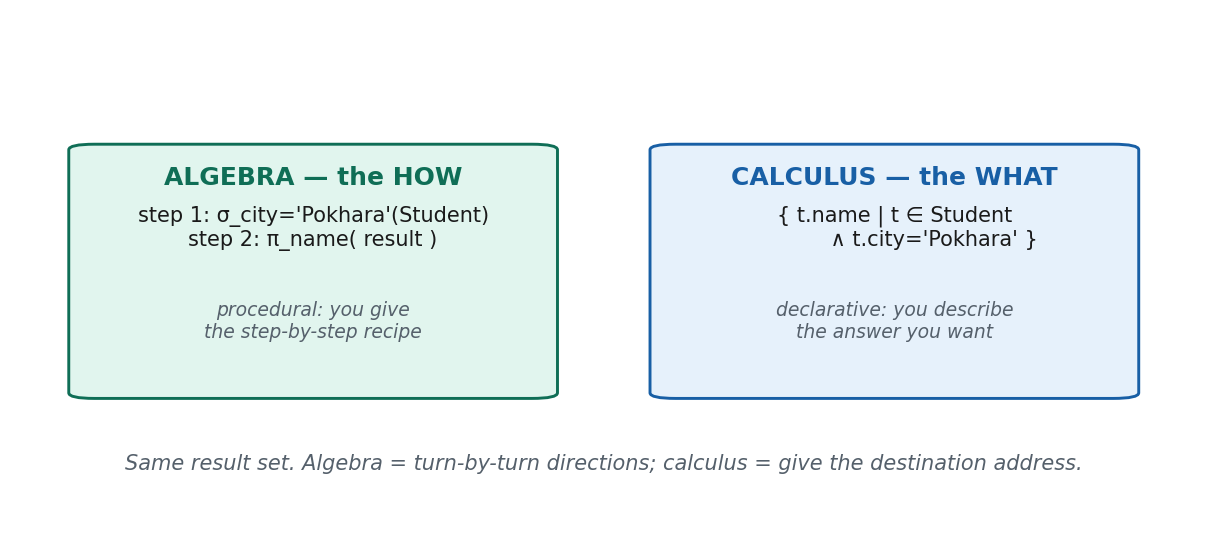 ALGEBRA — the HOW
step 1: σ_city='Pokhara'(Student)
step 2: π_name( result )
procedural: you give
the step-by-step recipe
CALCULUS — the WHAT
{ t.name | t ∈ Student
∧ t.city='Pokhara' }
declarative: you describe
the answer you want
Same result set. Algebra = turn-by-turn directions; calculus = give the destination address.